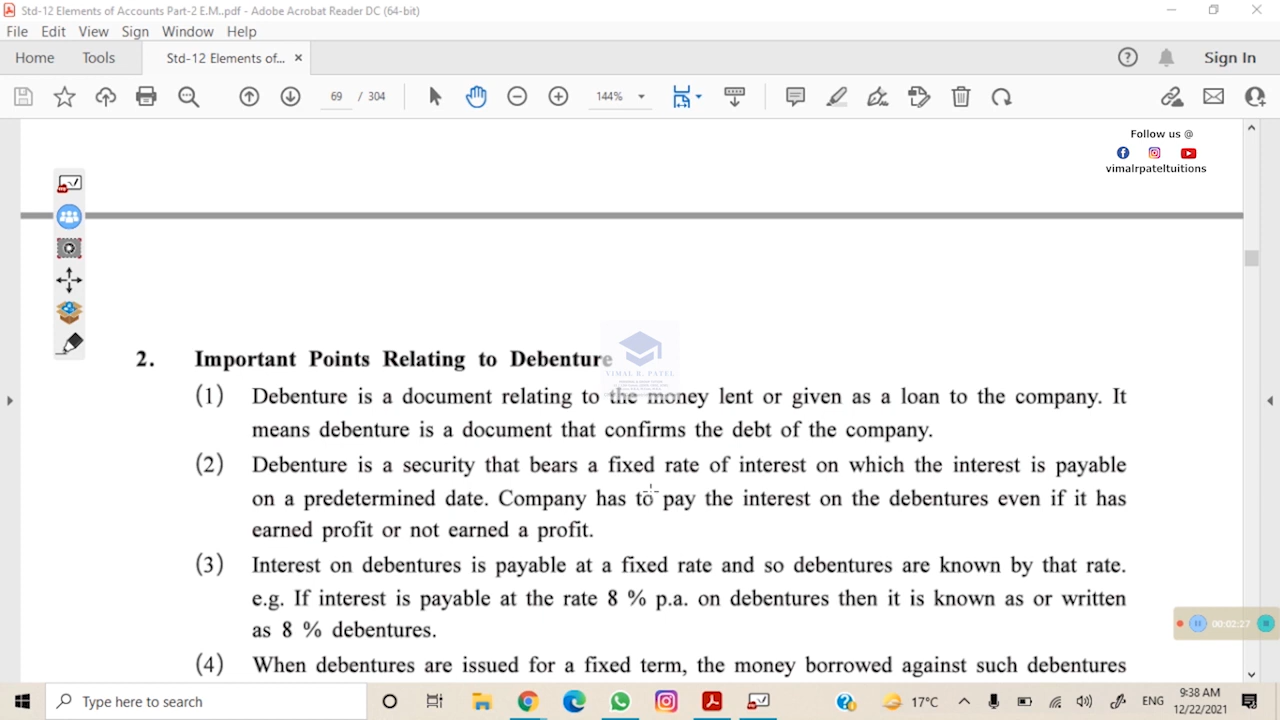 Std-12 Elements of Accounts Part-2 E.M..pdf - Adobe Acrobat Reader DC (64-bit)
File Edit View Sign Window Help
Home Tools Std-12 Elements of... × Sign In
69 / 304 144%
Follow us @
vimalrpateltuitions
2. Important Points Relating to Debenture
VIMAL R. PATEL
(1) Debenture is a document relating to the money lent or given as a loan to the company. It
means debenture is a document that confirms the debt of the company.
(2) Debenture is a security that bears a fixed rate of interest on which the interest is payable
on a predetermined date. Company has to pay the interest on the debentures even if it has
earned profit or not earned a profit.
(3) Interest on debentures is payable at a fixed rate and so debentures are known by that rate.
e.g. If interest is payable at the rate 8 % p.a. on debentures then it is known as or written
as 8 % debentures.
00:02:27
(4) When debentures are issued for a fixed term, the money borrowed against such debentures
Type here to search
17°C ENG 9:38 AM
12/22/2021